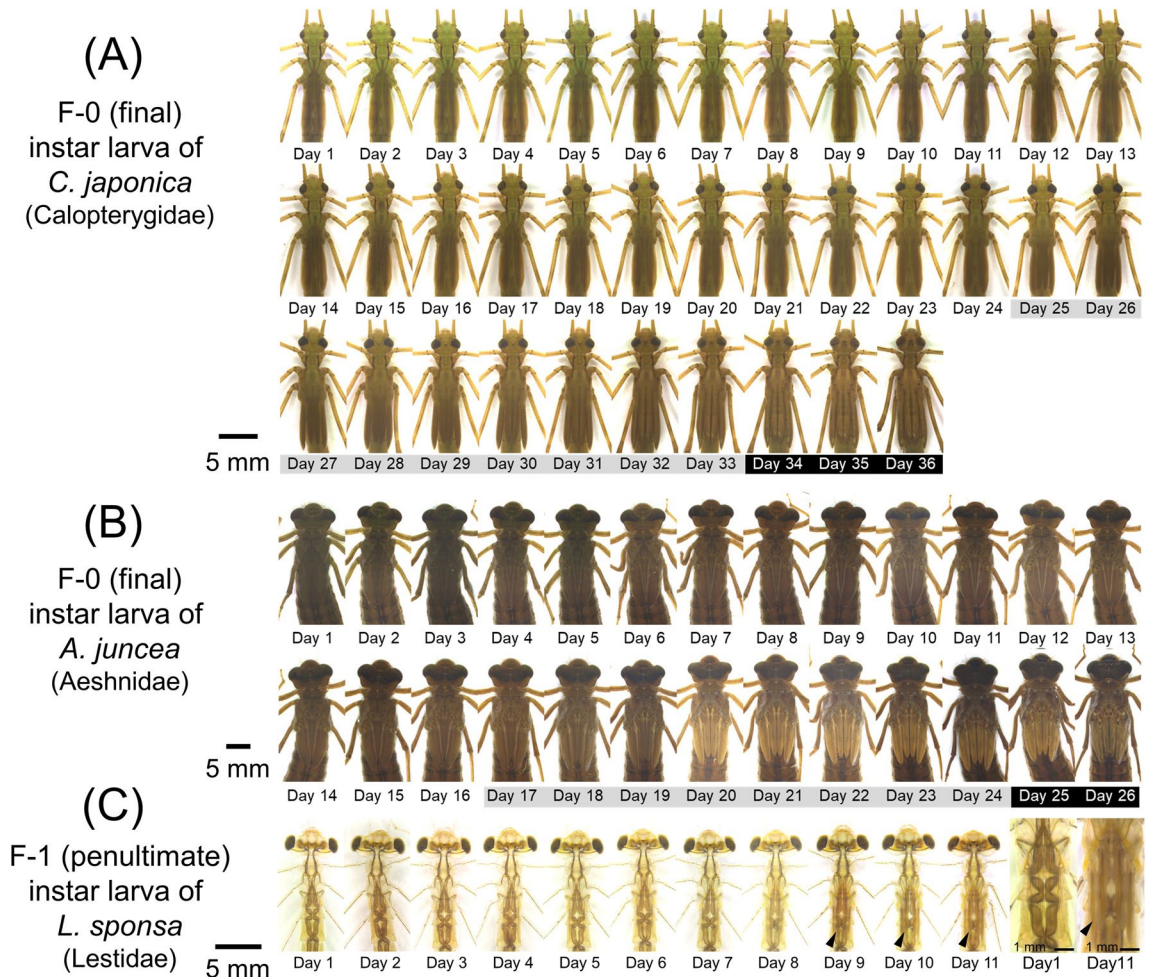 (A)
F-0 (final)
instar larva of
C. japonica
(Calopterygidae)
Day 1 Day 2 Day 3 Day 4 Day 5 Day 6 Day 7 Day 8 Day 9 Day 10 Day 11 Day 12 Day 13
Day 14 Day 15 Day 16 Day 17 Day 18 Day 19 Day 20 Day 21 Day 22 Day 23 Day 24 Day 25 Day 26
5 mm
Day 27 Day 28 Day 29 Day 30 Day 31 Day 32 Day 33 Day 34 Day 35 Day 36
(B)
F-0 (final)
instar larva of
A. juncea
(Aeshnidae)
Day 1 Day 2 Day 3 Day 4 Day 5 Day 6 Day 7 Day 8 Day 9 Day 10 Day 11 Day 12 Day 13
5 mm
Day 14 Day 15 Day 16 Day 17 Day 18 Day 19 Day 20 Day 21 Day 22 Day 23 Day 24 Day 25 Day 26
(C)
F-1 (penultimate)
instar larva of
L. sponsa
(Lestidae)
5 mm
1 mm 1 mm
Day 1 Day 2 Day 3 Day 4 Day 5 Day 6 Day 7 Day 8 Day 9 Day 10 Day 11 Day1 Day11